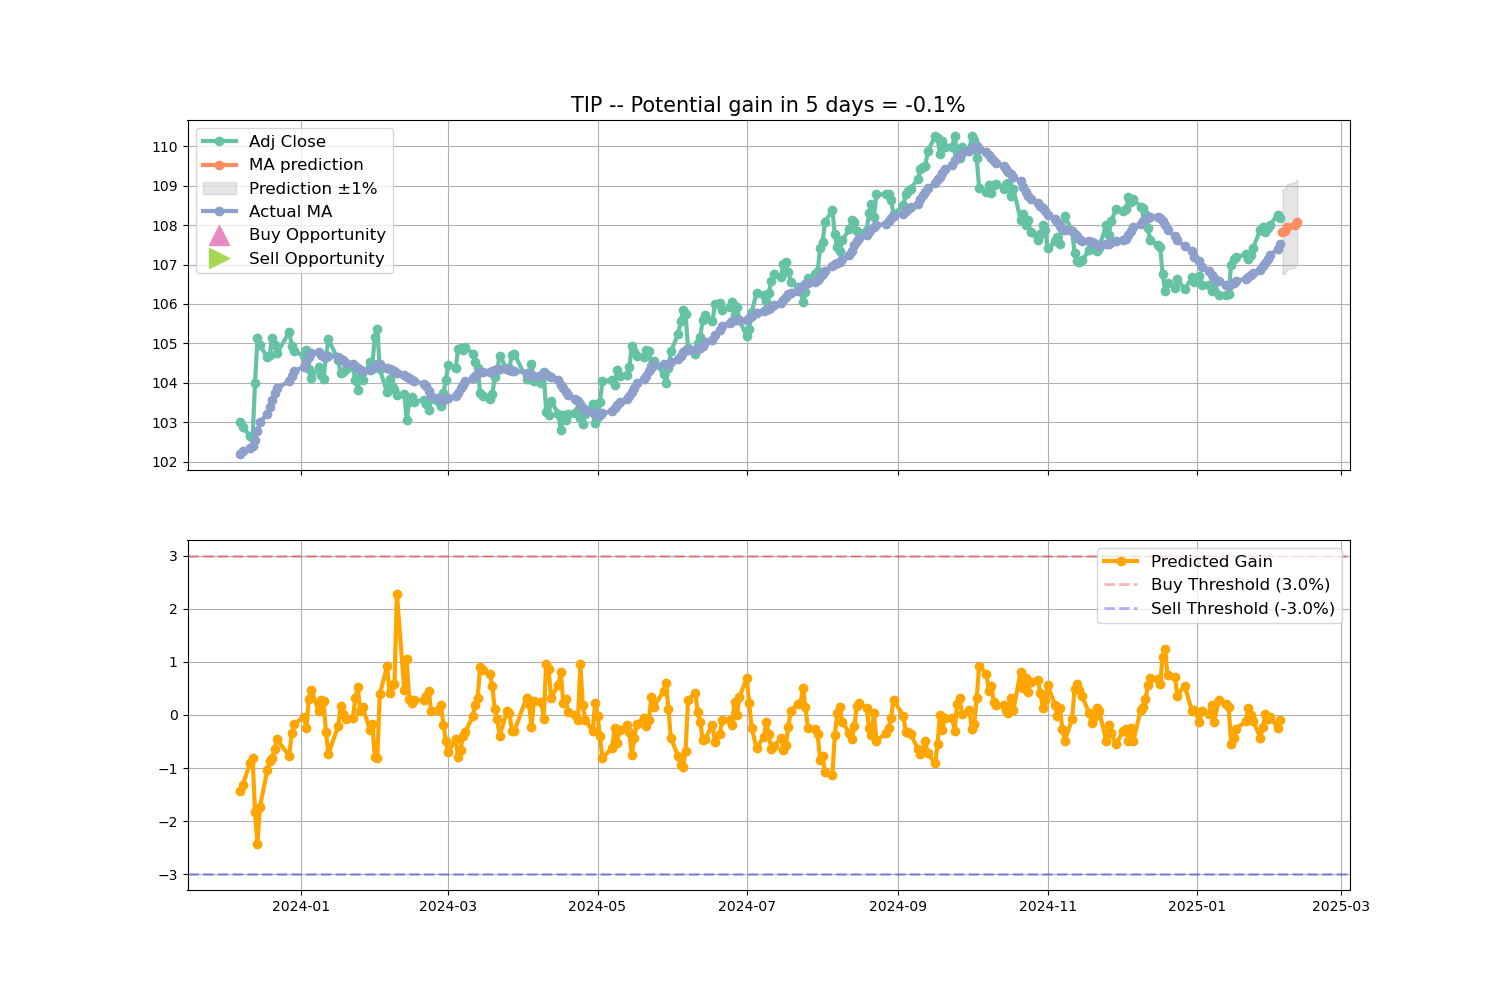 TIP -- Potential gain in 5 days = -0.1%
Adj Close
MA prediction
Prediction ±1%
Actual MA
Buy Opportunity
Sell Opportunity
110
109
108
107
106
105
104
103
102
Predicted Gain
Buy Threshold (3.0%)
Sell Threshold (-3.0%)
3
2
1
0
−1
−2
−3
2024-01 2024-03 2024-05 2024-07 2024-09 2024-11 2025-01 2025-03